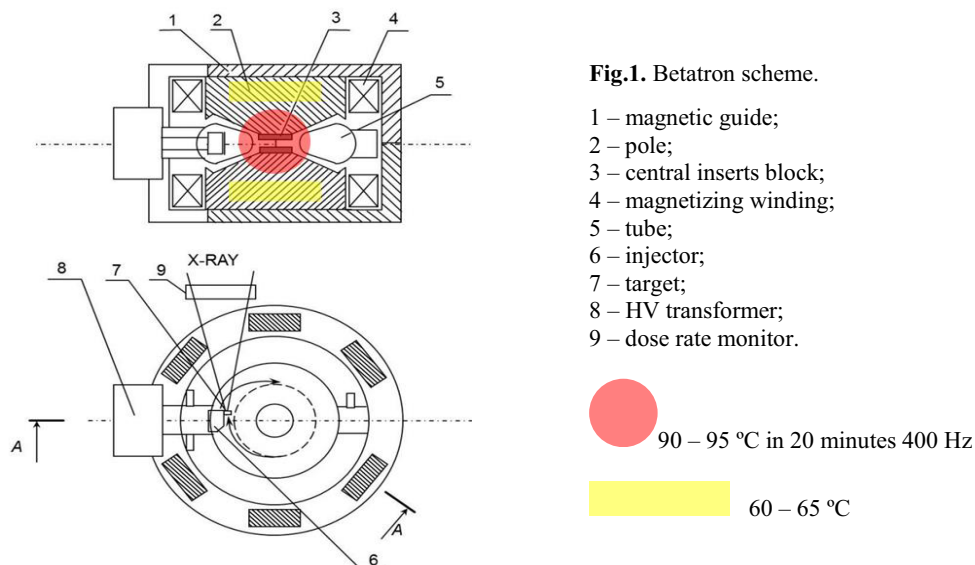 1
2
3
4
5
Fig.1. Betatron scheme.
1 – magnetic guide;
2 – pole;
3 – central inserts block;
4 – magnetizing winding;
5 – tube;
6 – injector;
7 – target;
8 – HV transformer;
9 – dose rate monitor.
8
7
9
X-RAY
A
A
6
90 – 95 ºC in 20 minutes 400 Hz
60 – 65 ºC